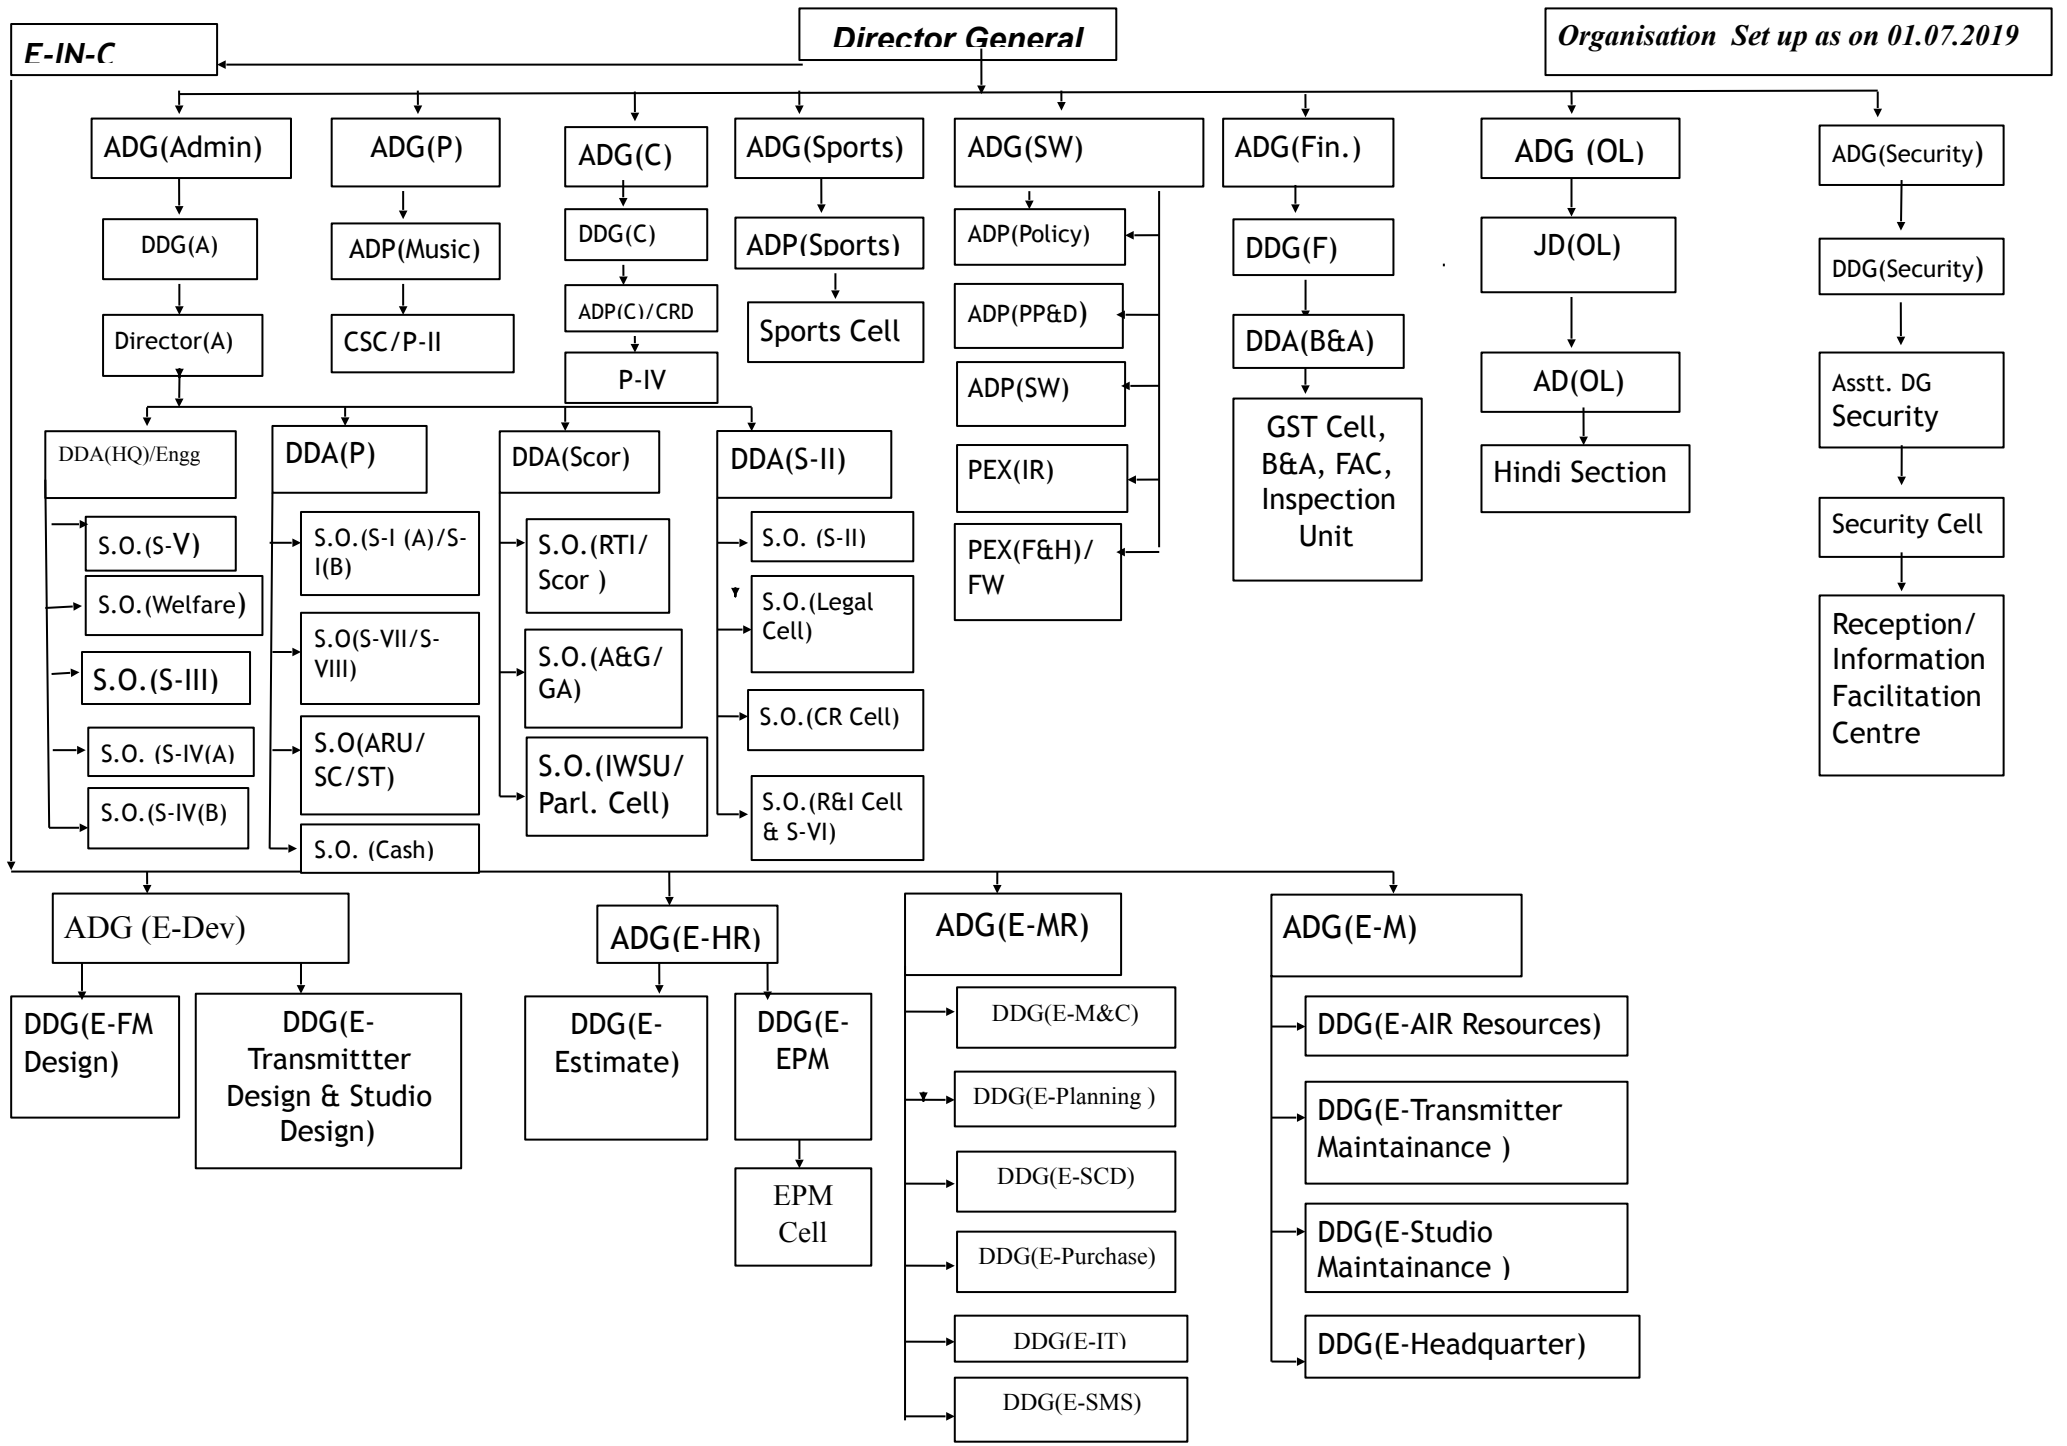 E-IN-C
Director General
Organisation Set up as on 01.07.2019
ADG(Admin)
ADG(P)
ADG(C)
ADG(Sports)
ADG(SW)
ADG(Fin.)
ADG (OL)
ADG(Security)
DDG(A)
ADP(Music)
DDG(C)
ADP(Sports)
ADP(Policy)
DDG(F)
JD(OL)
DDG(Security)
Director(A)
CSC/P-II
ADP(C)/CRD
Sports Cell
ADP(PP&D)
DDA(B&A)
P-IV
ADP(SW)
AD(OL)
Asstt. DG
Security
GST Cell,
B&A, FAC,
Inspection
Unit
DDA(HQ)/Engg
DDA(P)
DDA(Scor)
DDA(S-II)
PEX(IR)
Hindi Section
Security Cell
PEX(F&H)/
FW
S.O.(S-V)
S.O.(S-I (A)/S-
I(B)
S.O.(RTI/
Scor )
S.O. (S-II)
S.O.(Welfare)
S.O(S-VII/S-
VIII)
S.O.(Legal
Cell)
Reception/
Information
Facilitation
Centre
S.O.(S-III)
S.O.(A&G/
GA)
S.O.(CR Cell)
S.O. (S-IV(A)
S.O(ARU/
SC/ST)
S.O.(IWSU/
Parl. Cell)
S.O.(R&I Cell
& S-VI)
S.O.(S-IV(B)
S.O. (Cash)
ADG (E-Dev)
ADG(E-HR)
ADG(E-MR)
ADG(E-M)
DDG(E-FM
Design)
DDG(E-
Transmittter
Design & Studio
Design)
DDG(E-
Estimate)
DDG(E-
EPM
EPM
Cell
DDG(E-M&C)
DDG(E-Planning )
DDG(E-SCD)
DDG(E-Purchase)
DDG(E-IT)
DDG(E-SMS)
DDG(E-AIR Resources)
DDG(E-Transmitter
Maintainance )
DDG(E-Studio
Maintainance )
DDG(E-Headquarter)